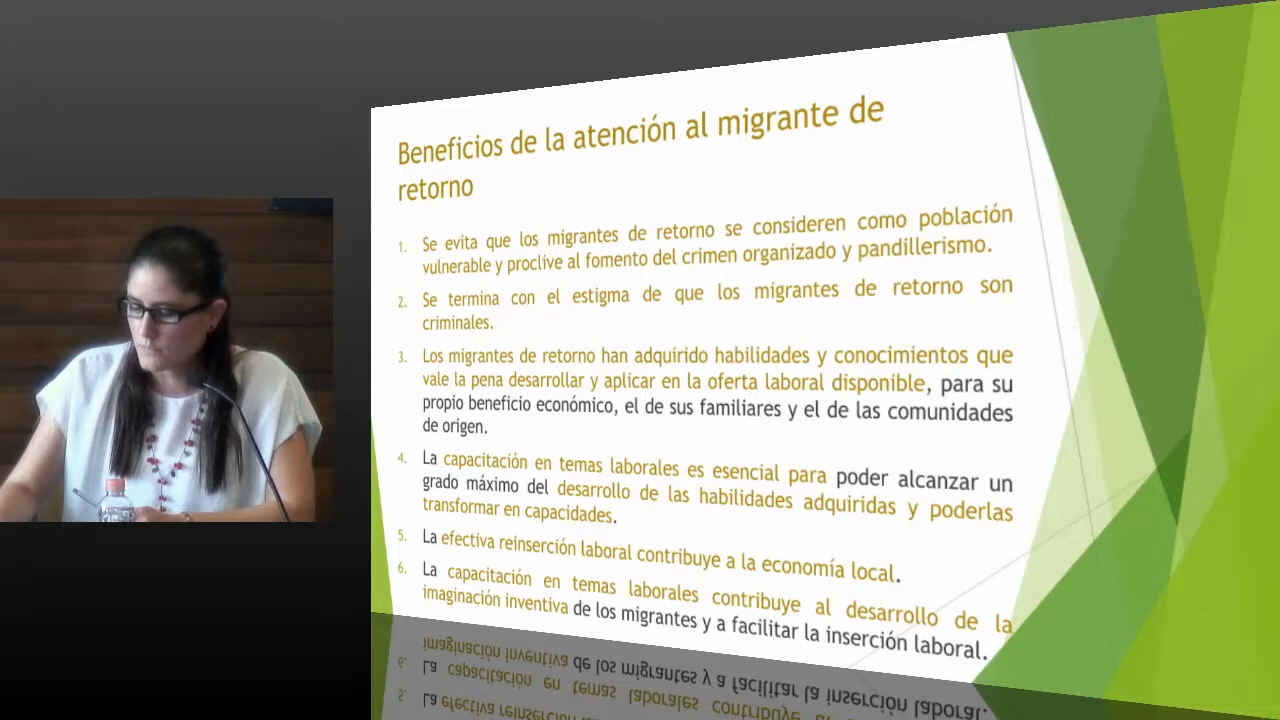 Beneficios de la atención al migrante de
retorno
1. Se evita que los migrantes de retorno se consideren como población
vulnerable y proclive al fomento del crimen organizado y pandillerismo.
2. Se termina con el estigma de que los migrantes de retorno son
criminales.
3. Los migrantes de retorno han adquirido habilidades y conocimientos que
vale la pena desarrollar y aplicar en la oferta laboral disponible, para su
propio beneficio económico, el de sus familiares y el de las comunidades
de origen.
4. La capacitación en temas laborales es esencial para poder alcanzar un
grado máximo del desarrollo de las habilidades adquiridas y poderlas
transformar en capacidades.
5. La efectiva reinserción laboral contribuye a la economía local.
6. La capacitación en temas laborales contribuye al desarrollo de la
imaginación inventiva de los migrantes y a facilitar la inserción laboral.